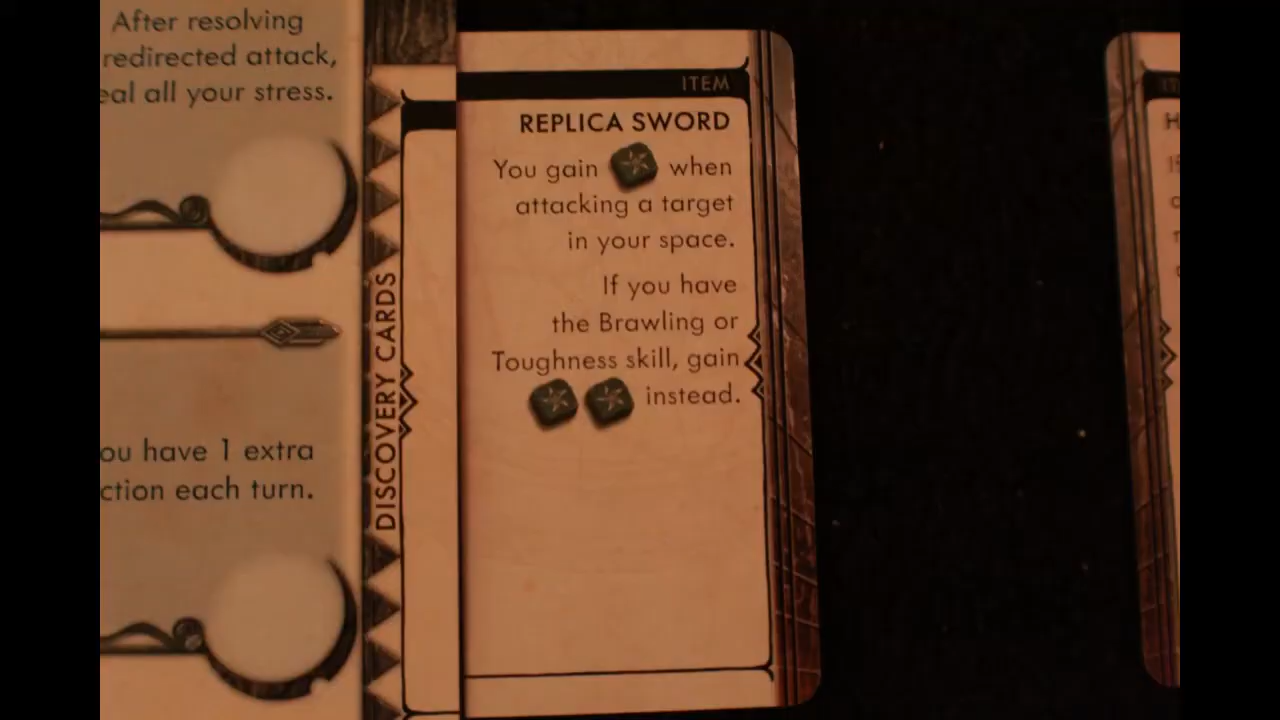 After resolving
redirected attack,
eal all your stress.
ou have 1 extra
ction each turn.
DISCOVERY CARDS
ITEM
REPLICA SWORD
You gain when
attacking a target
in your space.
If you have
the Brawling or
Toughness skill, gain
instead.